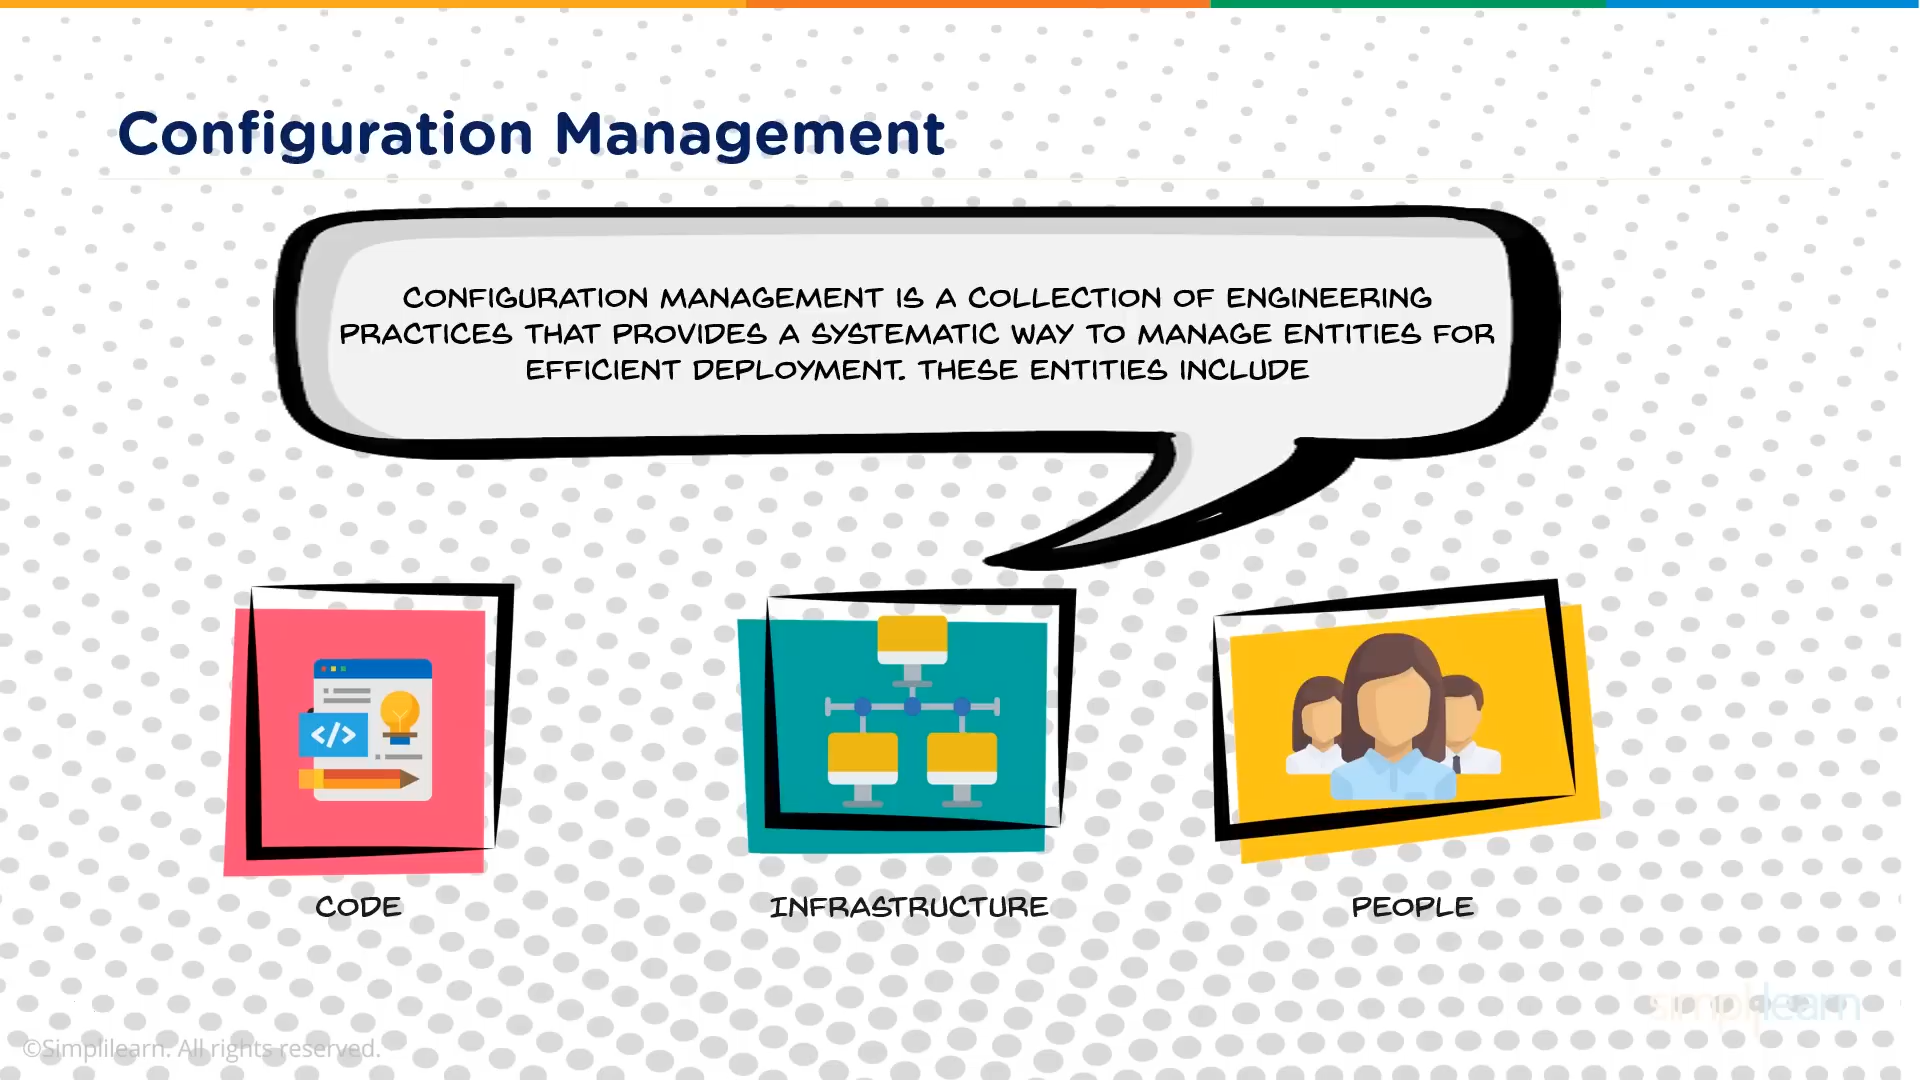 Configuration Management
CONFIGURATION MANAGEMENT IS A COLLECTION OF ENGINEERING
PRACTICES THAT PROVIDES A SYSTEMATIC WAY TO MANAGE ENTITIES FOR
EFFICIENT DEPLOYMENT. THESE ENTITIES INCLUDE
</>
CODE
INFRASTRUCTURE
PEOPLE
simplilearn
©Simplilearn. All rights reserved.